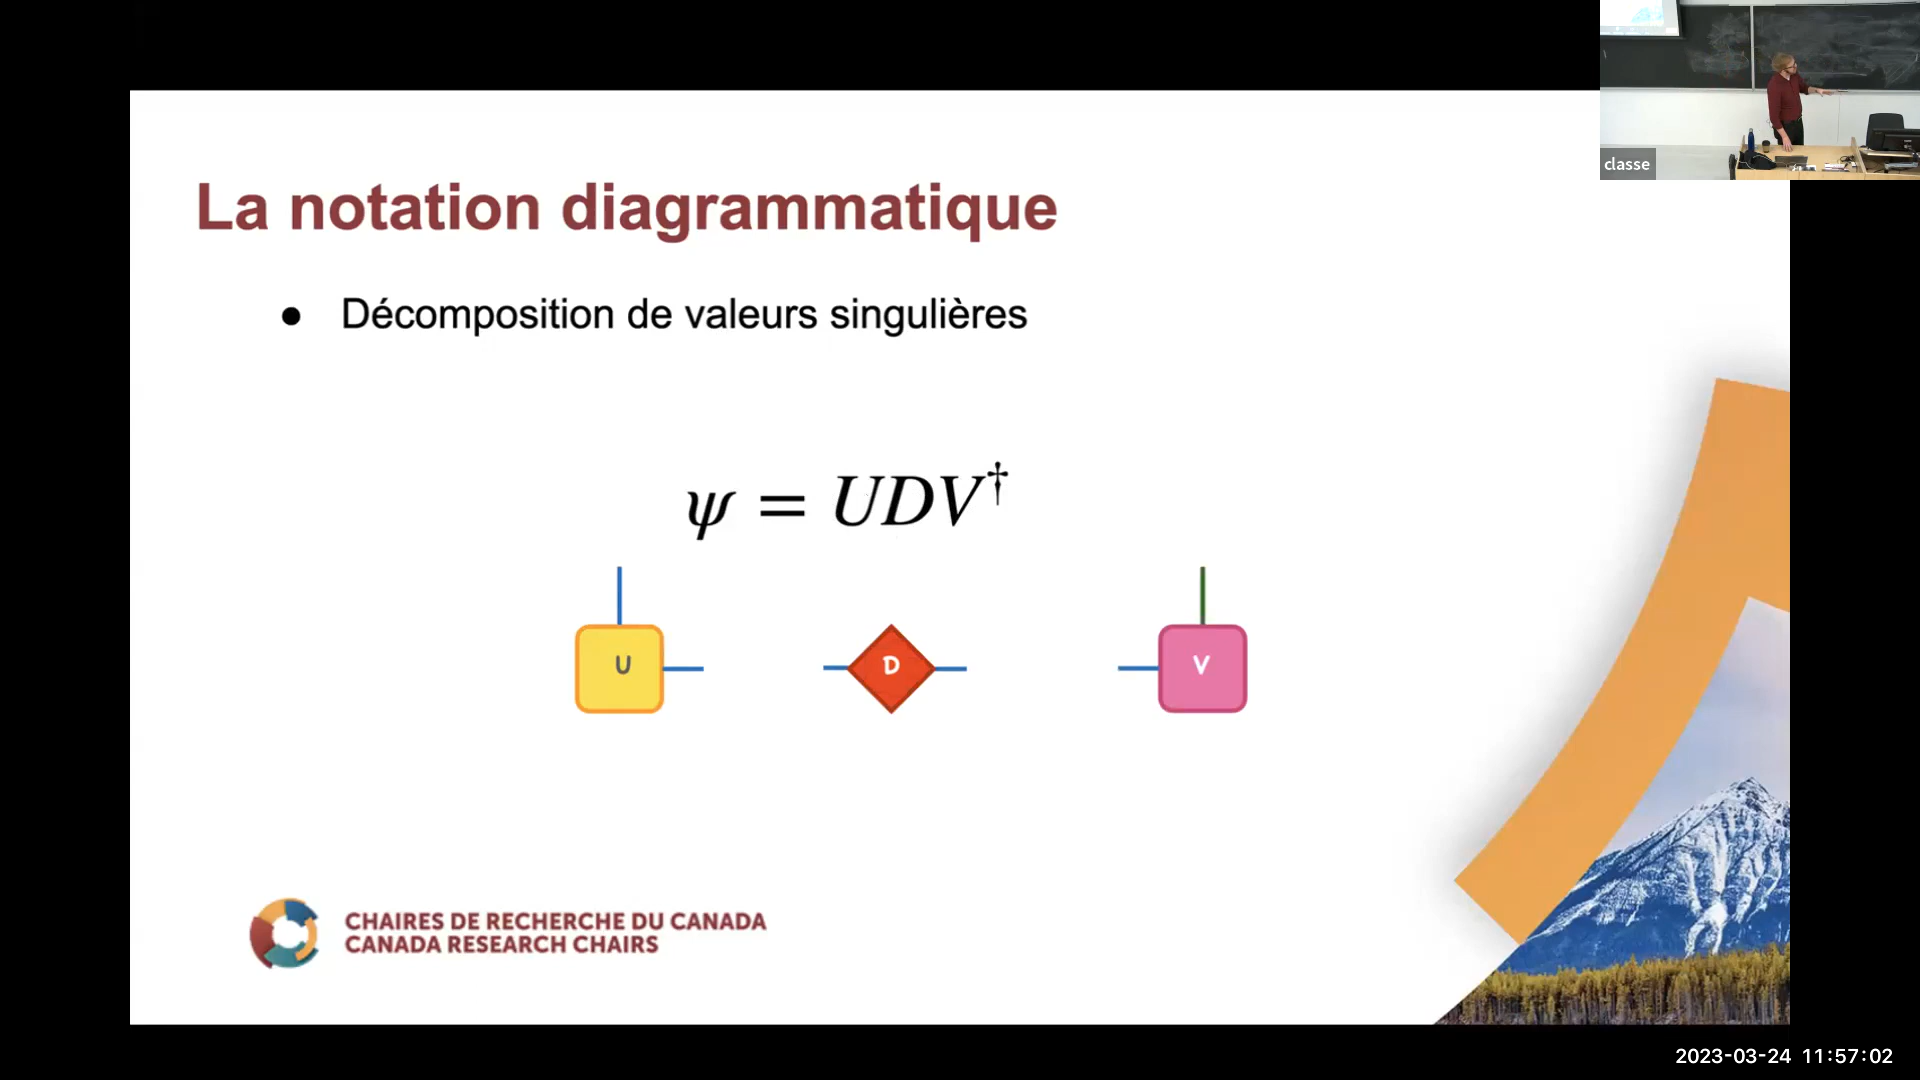 classe
La notation diagrammatique
● Décomposition de valeurs singulières
ψ = UDV†
U D V
CHAIRES DE RECHERCHE DU CANADA
CANADA RESEARCH CHAIRS
2023-03-24 11:57:02